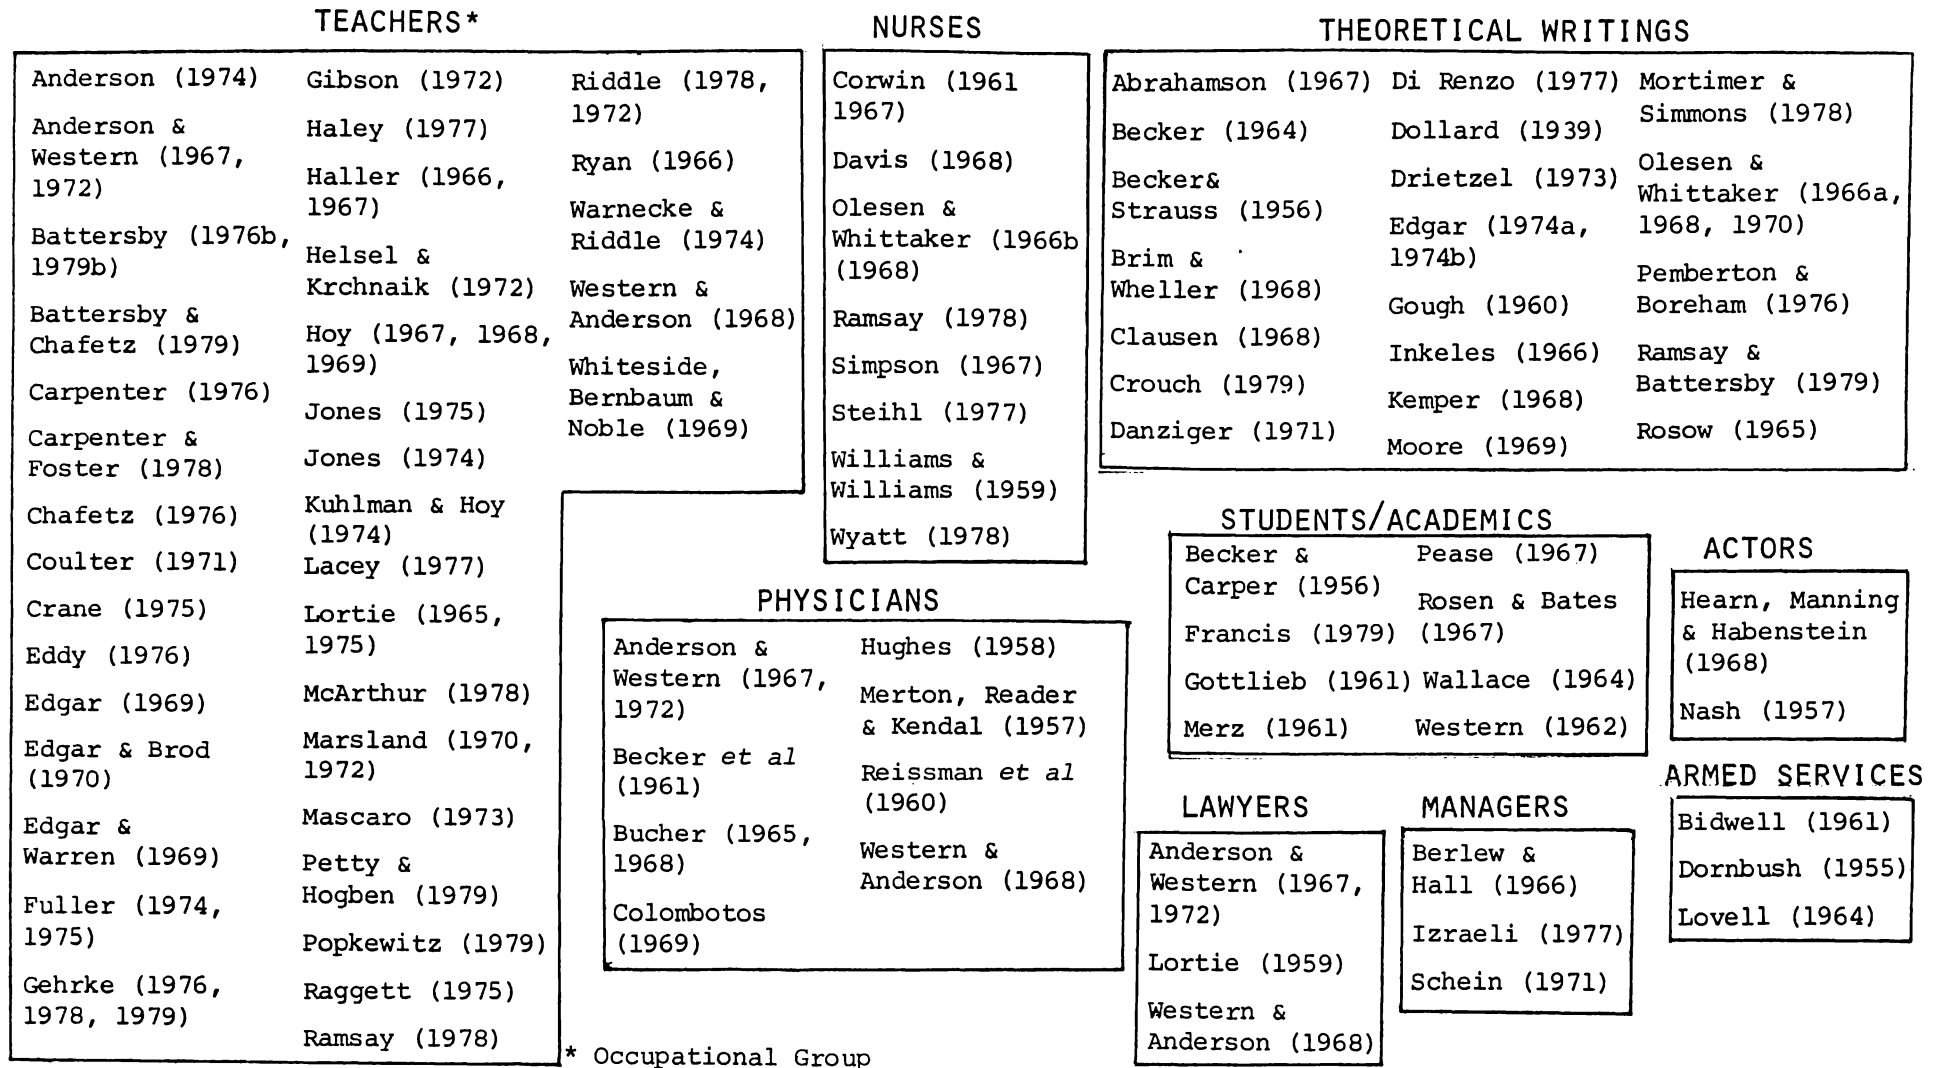 TEACHERS*
Anderson (1974)
Anderson &
Western (1967,
1972)
Battersby (1976b,
1979b)
Battersby &
Chafetz (1979)
Carpenter (1976)
Carpenter &
Foster (1978)
Chafetz (1976)
Coulter (1971)
Crane (1975)
Eddy (1976)
Edgar (1969)
Edgar & Brod
(1970)
Edgar &
Warren (1969)
Fuller (1974,
1975)
Gehrke (1976,
1978, 1979)
Gibson (1972)
Haley (1977)
Haller (1966,
1967)
Helsel &
Krchnaik (1972)
Hoy (1967, 1968,
1969)
Jones (1975)
Jones (1974)
Kuhlman & Hoy
(1974)
Lacey (1977)
Lortie (1965,
1975)
McArthur (1978)
Marsland (1970,
1972)
Mascaro (1973)
Petty &
Hogben (1979)
Popkewitz (1979)
Raggett (1975)
Ramsay (1978)
Riddle (1978,
1972)
Ryan (1966)
Warnecke &
Riddle (1974)
Western &
Anderson (1968)
Whiteside,
Bernbaum &
Noble (1969)
NURSES
Corwin (1961
1967)
Davis (1968)
Olesen &
Whittaker (1966b
(1968)
Ramsay (1978)
Simpson (1967)
Steihl (1977)
Williams &
Williams (1959)
Wyatt (1978)
THEORETICAL WRITINGS
Abrahamson (1967)
Becker (1964)
Becker&
Strauss (1956)
Brim &
Wheller (1968)
Clausen (1968)
Crouch (1979)
Danziger (1971)
Di Renzo (1977)
Dollard (1939)
Drietzel (1973)
Edgar (1974a,
1974b)
Gough (1960)
Inkeles (1966)
Kemper (1968)
Moore (1969)
Mortimer &
Simmons (1978)
Olesen &
Whittaker (1966a,
1968, 1970)
Pemberton &
Boreham (1976)
Ramsay &
Battersby (1979)
Rosow (1965)
PHYSICIANS
Anderson &
Western (1967,
1972)
Becker et al
(1961)
Bucher (1965,
1968)
Colombotos
(1969)
Hughes (1958)
Merton, Reader
& Kendal (1957)
Reissman et al
(1960)
Western &
Anderson (1968)
STUDENTS/ACADEMICS
Becker &
Carper (1956)
Francis (1979)
Gottlieb (1961)
Merz (1961)
Pease (1967)
Rosen & Bates
(1967)
Wallace (1964)
Western (1962)
ACTORS
Hearn, Manning
& Habenstein
(1968)
Nash (1957)
LAWYERS
Anderson &
Western (1967,
1972)
Lortie (1959)
Western &
Anderson (1968)
MANAGERS
Berlew &
Hall (1966)
Izraeli (1977)
Schein (1971)
ARMED SERVICES
Bidwell (1961)
Dornbush (1955)
Lovell (1964)
* Occupational Group